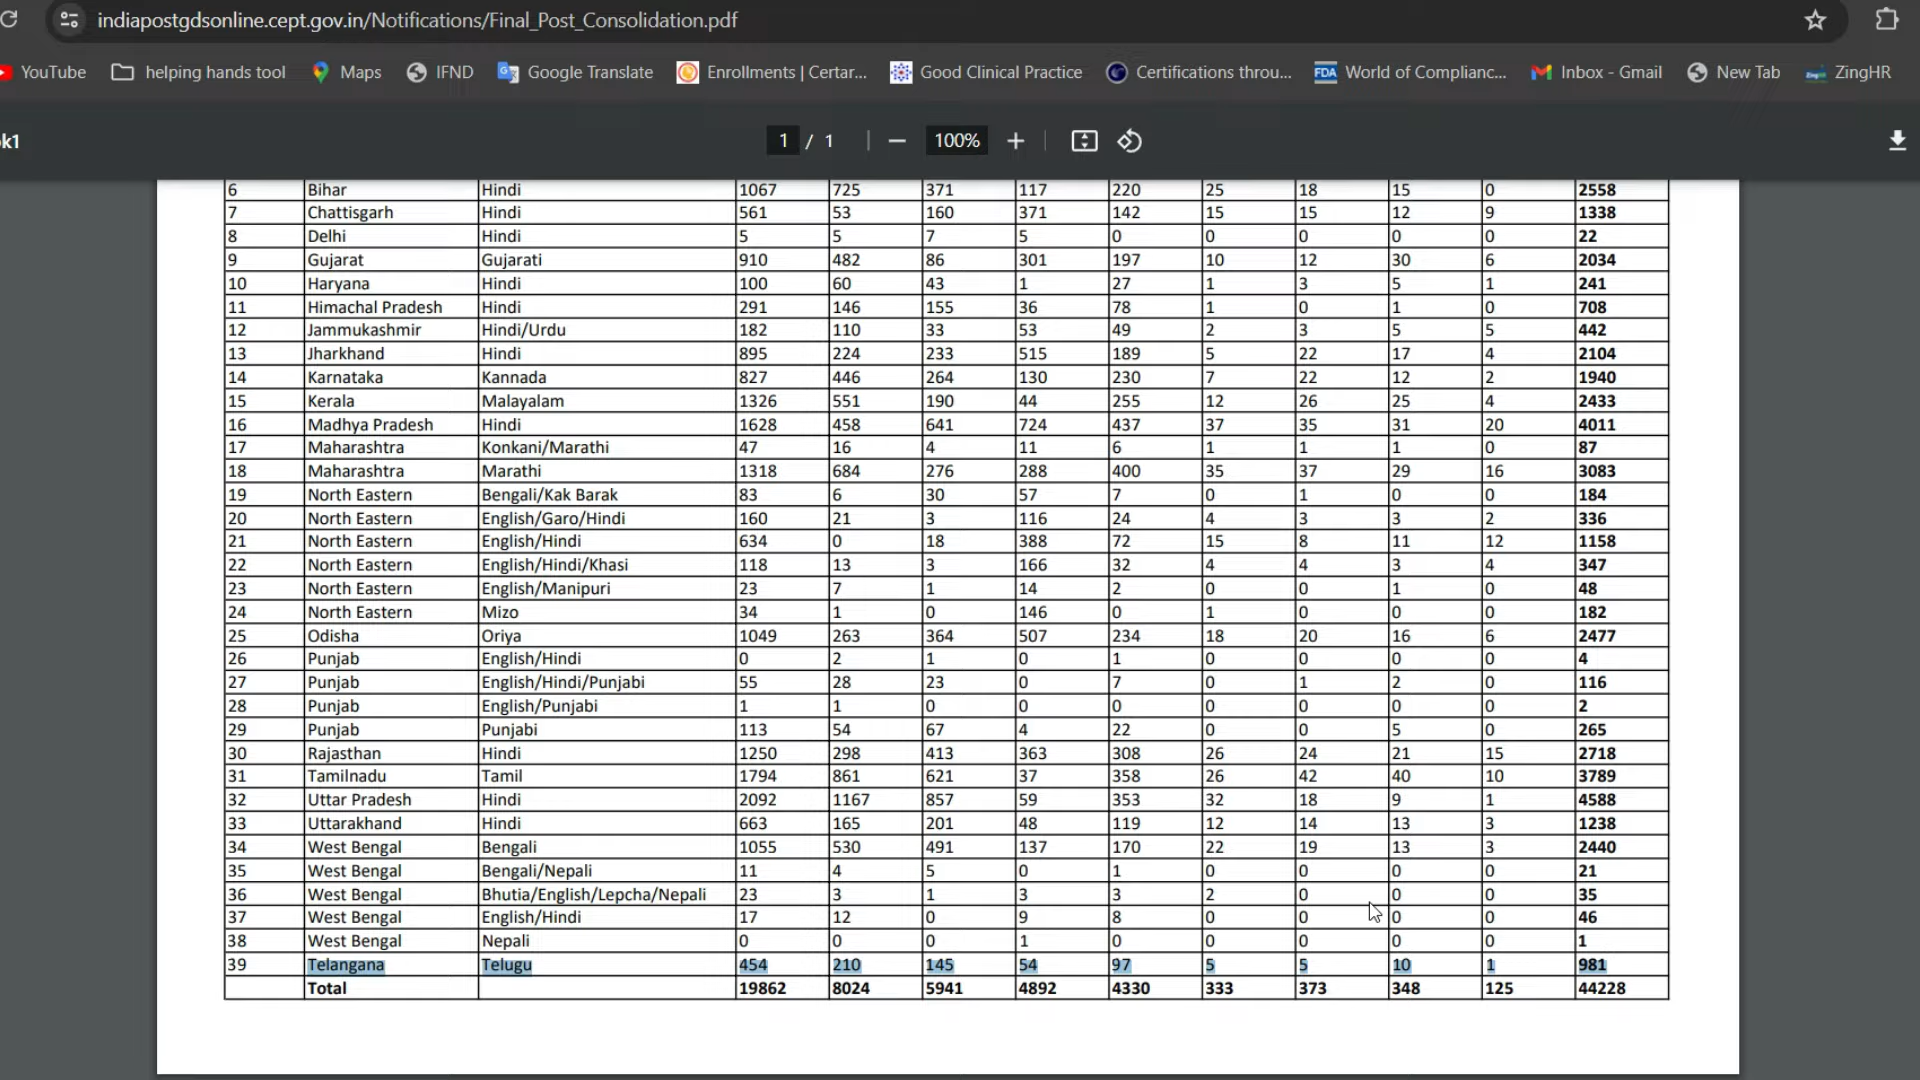 indiapostgdsonline.cept.gov.in/Notifications/Final_Post_Consolidation.pdf
YouTube helping hands tool Maps IFND Google Translate Enrollments | Certar... Good Clinical Practice Certifications throu... FDA World of Complianc... Inbox - Gmail New Tab ZingHR
ok1 1 / 1 100%
6 Bihar Hindi 1067 725 371 117 220 25 18 15 0 2558
7 Chattisgarh Hindi 561 53 160 371 142 15 15 12 9 1338
8 Delhi Hindi 5 5 7 5 0 0 0 0 0 22
9 Gujarat Gujarati 910 482 86 301 197 10 12 30 6 2034
10 Haryana Hindi 100 60 43 1 27 1 3 5 1 241
11 Himachal Pradesh Hindi 291 146 155 36 78 1 0 1 0 708
12 Jammukashmir Hindi/Urdu 182 110 33 53 49 2 3 5 5 442
13 Jharkhand Hindi 895 224 233 515 189 5 22 17 4 2104
14 Karnataka Kannada 827 446 264 130 230 7 22 12 2 1940
15 Kerala Malayalam 1326 551 190 44 255 12 26 25 4 2433
16 Madhya Pradesh Hindi 1628 458 641 724 437 37 35 31 20 4011
17 Maharashtra Konkani/Marathi 47 16 4 11 6 1 1 1 0 87
18 Maharashtra Marathi 1318 684 276 288 400 35 37 29 16 3083
19 North Eastern Bengali/Kak Barak 83 6 30 57 7 0 1 0 0 184
20 North Eastern English/Garo/Hindi 160 21 3 116 24 4 3 3 2 336
21 North Eastern English/Hindi 634 0 18 388 72 15 8 11 12 1158
22 North Eastern English/Hindi/Khasi 118 13 3 166 32 4 4 3 4 347
23 North Eastern English/Manipuri 23 7 1 14 2 0 0 1 0 48
24 North Eastern Mizo 34 1 0 146 0 1 0 0 0 182
25 Odisha Oriya 1049 263 364 507 234 18 20 16 6 2477
26 Punjab English/Hindi 0 2 1 0 1 0 0 0 0 4
27 Punjab English/Hindi/Punjabi 55 28 23 0 7 0 1 2 0 116
28 Punjab English/Punjabi 1 1 0 0 0 0 0 0 0 2
29 Punjab Punjabi 113 54 67 4 22 0 0 5 0 265
30 Rajasthan Hindi 1250 298 413 363 308 26 24 21 15 2718
31 Tamilnadu Tamil 1794 861 621 37 358 26 42 40 10 3789
32 Uttar Pradesh Hindi 2092 1167 857 59 353 32 18 9 1 4588
33 Uttarakhand Hindi 663 165 201 48 119 12 14 13 3 1238
34 West Bengal Bengali 1055 530 491 137 170 22 19 13 3 2440
35 West Bengal Bengali/Nepali 11 4 5 0 1 0 0 0 0 21
36 West Bengal Bhutia/English/Lepcha/Nepali 23 3 1 3 3 2 0 0 0 35
37 West Bengal English/Hindi 17 12 0 9 8 0 0 0 0 46
38 West Bengal Nepali 0 0 0 1 0 0 0 0 0 1
39 Telangana Telugu 454 210 145 54 97 5 5 10 1 981
Total 19862 8024 5941 4892 4330 333 373 348 125 44228